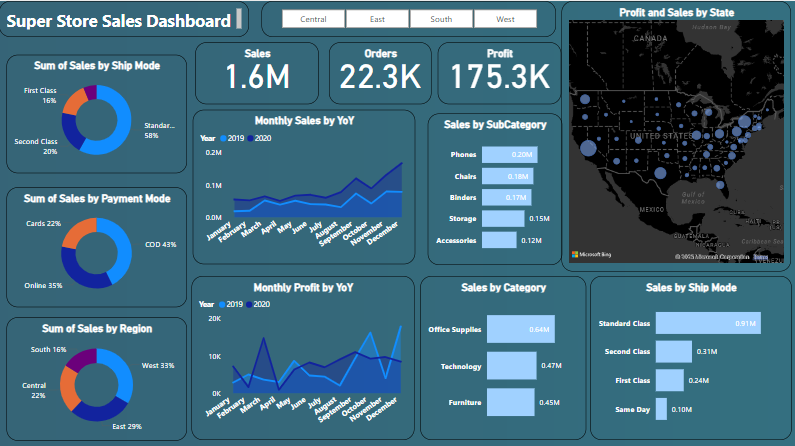 Super Store Sales Dashboard
Central
East
South
West
Sum of Sales by Ship Mode
First Class
16%
Second Class
20%
Standar...
58%
Sales
1.6M
Orders
22.3K
Profit
175.3K
Profit and Sales by State
CANADA
Hudson Bay
UNITED STATES
MEXICO
Gulf of
Mexico
CUBA
HAITI
P.R.
GUATEMALA
NICARAGUA
Caribbean Sea
Microsoft Bing
© 2025 Microsoft Corporation Terms
Monthly Sales by YoY
Year 2019 2020
0.2M
0.1M
0.0M
January
February
March
April
May
June
July
August
September
October
November
December
Sales by SubCategory
Phones 0.20M
Chairs 0.18M
Binders 0.17M
Storage 0.15M
Accessories 0.12M
Sum of Sales by Payment Mode
Cards 22%
COD 43%
Online 35%
Sum of Sales by Region
South 16%
West 33%
Central
22%
East 29%
Monthly Profit by YoY
Year 2019 2020
20K
10K
0K
January
February
March
April
May
June
July
August
September
October
November
December
Sales by Category
Office Supplies 0.64M
Technology 0.47M
Furniture 0.45M
Sales by Ship Mode
Standard Class 0.91M
Second Class 0.31M
First Class 0.24M
Same Day 0.10M